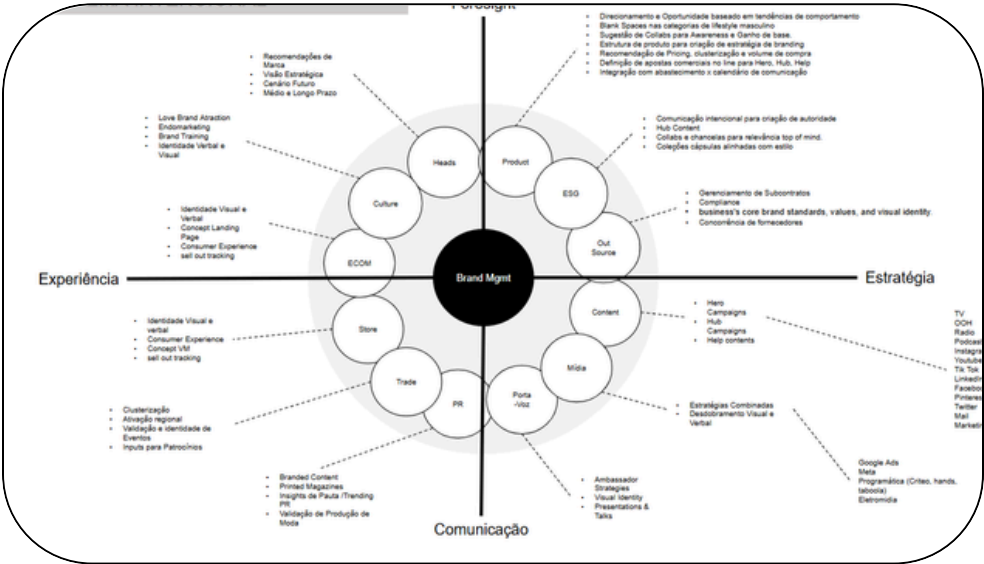 Foresight
Direcionamento e Oportunidade baseado em tendências de comportamento
Blank Spaces nas categorias de lifestyle masculino
Sugestão de Collabs para Awareness e Ganho de base.
Estrutura de produto para criação de estratégia de branding
Recomendação de Pricing, clusterização e volume de compra
Definição de apostas comerciais no line para Hero, Hub, Help
Integração com abastecimento x calendário de comunicação
Recomendações de
Marca
Visão Estratégica
Cenário Futuro
Médio e Longo Prazo
Love Brand Atraction
Endomarketing
Brand Training
Identidade Verbal e
Visual
Comunicação intencional para criação de autoridade
Hub Content
Collabs e chancelas para relevância top of mind.
Coleções cápsulas alinhadas com estilo
Heads
Product
ESG
Culture
Gerenciamento de Subcontratos
Compliance
business's core brand standards, values, and visual identity.
Concorrência de fornecedores
Identidade Visual e
Verbal
Concept Landing
Page
Consumer Experience
sell out tracking
ECOM
Out
Source
Experiência
Brand Mgmt
Estratégia
Identidade Visual e
verbal
Consumer Experience
Concept VM
sell out tracking
Store
Content
Hero
Campaigns
Hub
Campaigns
Help contents
TV
OOH
Radio
Podcas
Instagra
Youtube
Tik Tok
LinkedIn
Facebo
Pinteres
Twitter
Mail
Marketin
Trade
Mídia
PR
Porta
-Voz
Clusterização
Ativação regional
Validação e identidade de
Eventos
Inputs para Patrocínios
Estratégias Combinadas
Desdobramento Visual e
Verbal
Google Ads
Meta
Programática (Criteo, hands,
taboola)
Eletromidia
Branded Content
Printed Magazines
Insights de Pauta /Trending
PR
Validação de Produção de
Moda
Ambassador
Strategies
Visual Identity
Presentations &
Talks
Comunicação